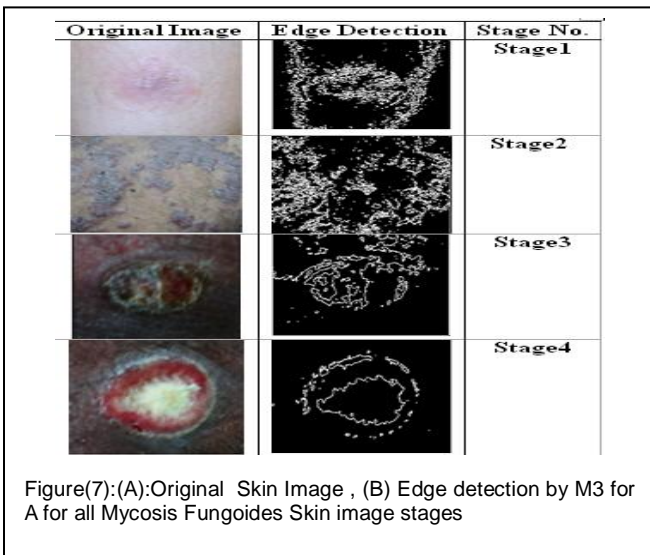 Original Image Edge Detection Stage No.
Stage1
Stage2
Stage3
Stage4
Figure(7):(A):Original Skin Image , (B) Edge detection by M3 for
A for all Mycosis Fungoides Skin image stages